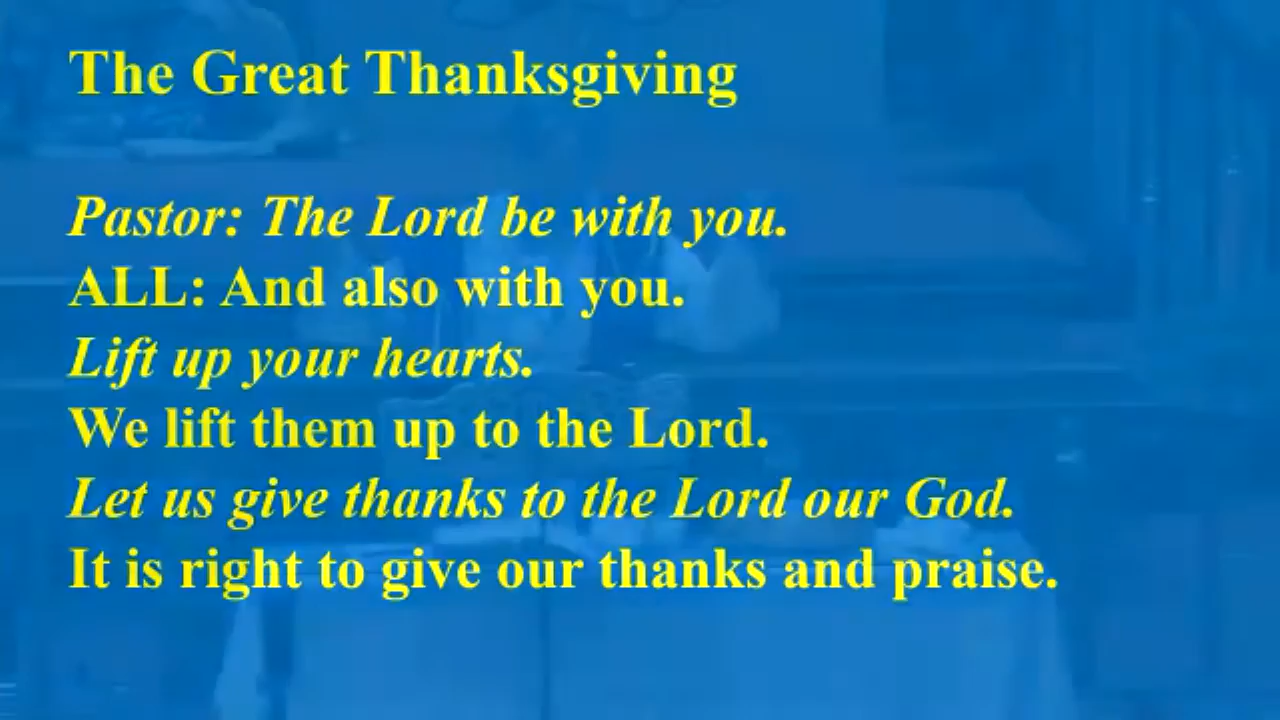 The Great Thanksgiving
Pastor: The Lord be with you.
ALL: And also with you.
Lift up your hearts.
We lift them up to the Lord.
Let us give thanks to the Lord our God.
It is right to give our thanks and praise.